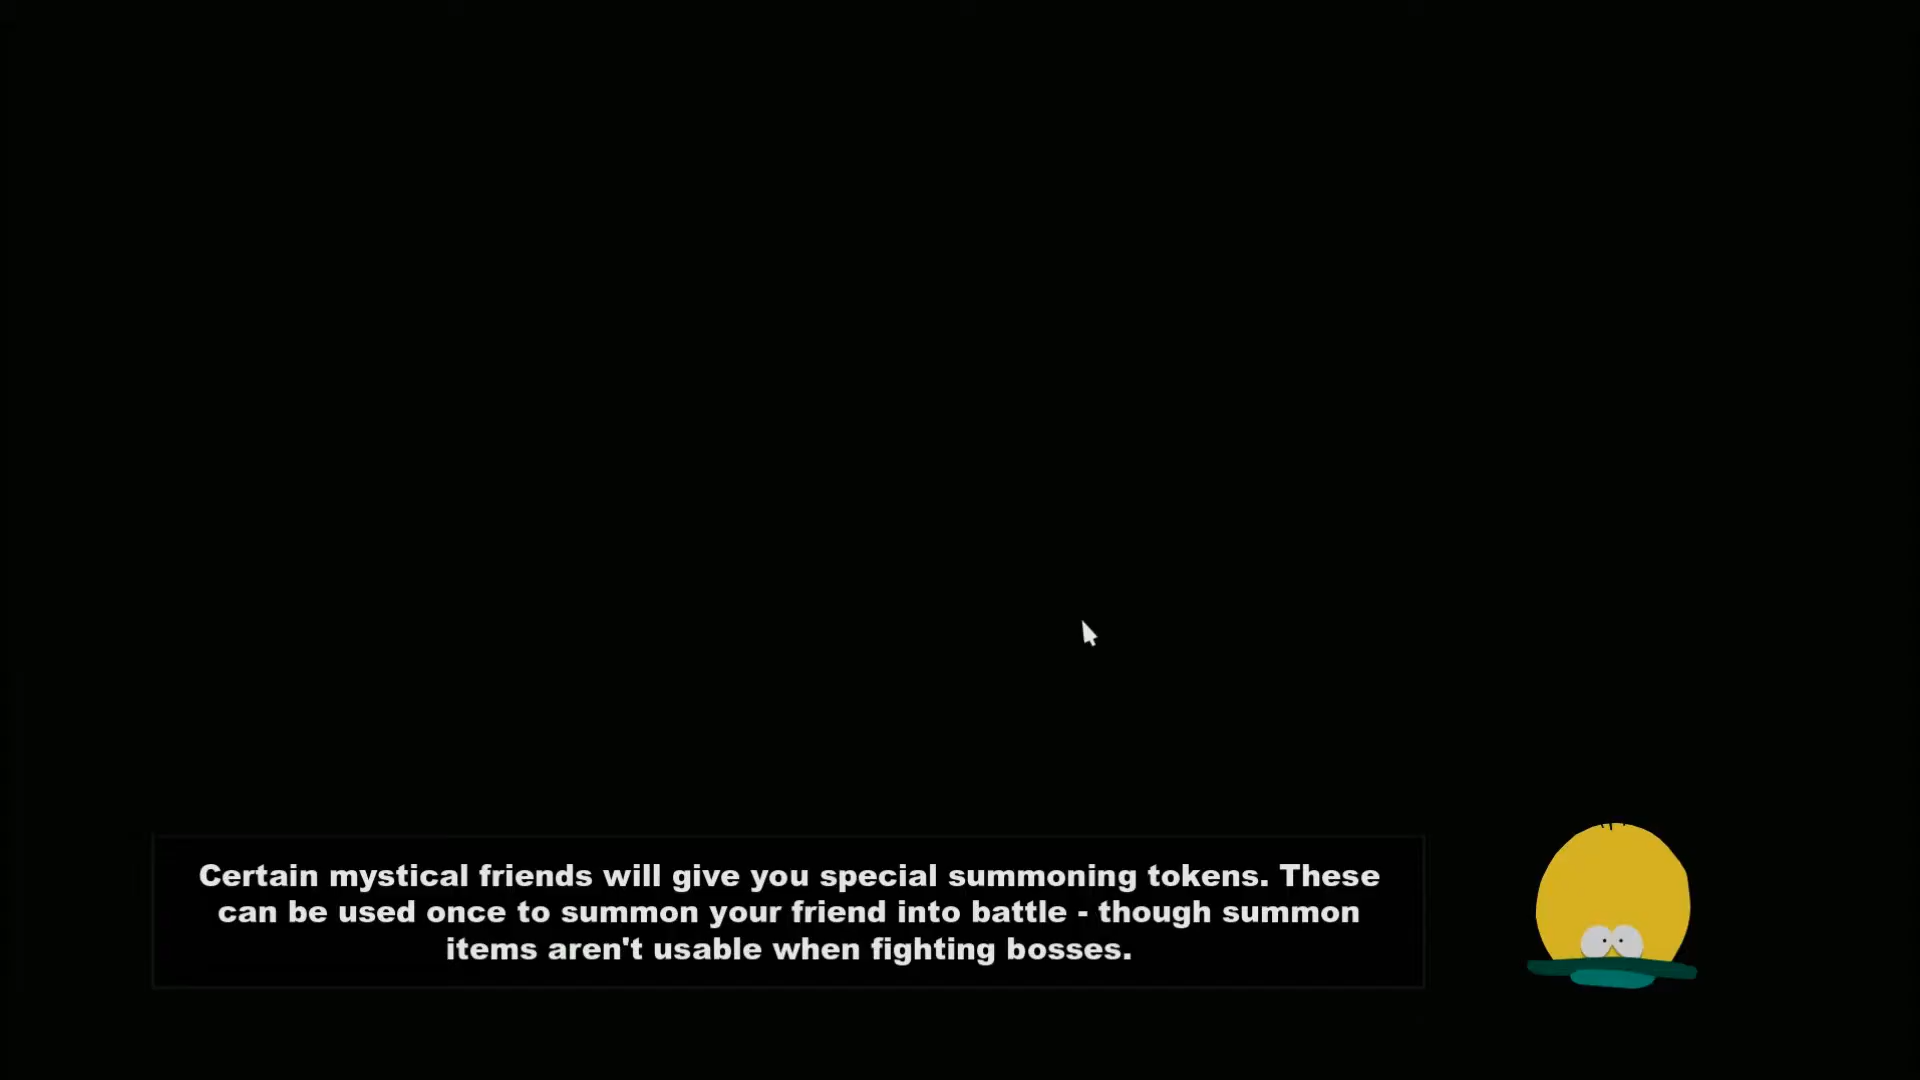 Certain mystical friends will give you special summoning tokens. These
can be used once to summon your friend into battle - though summon
items aren't usable when fighting bosses.